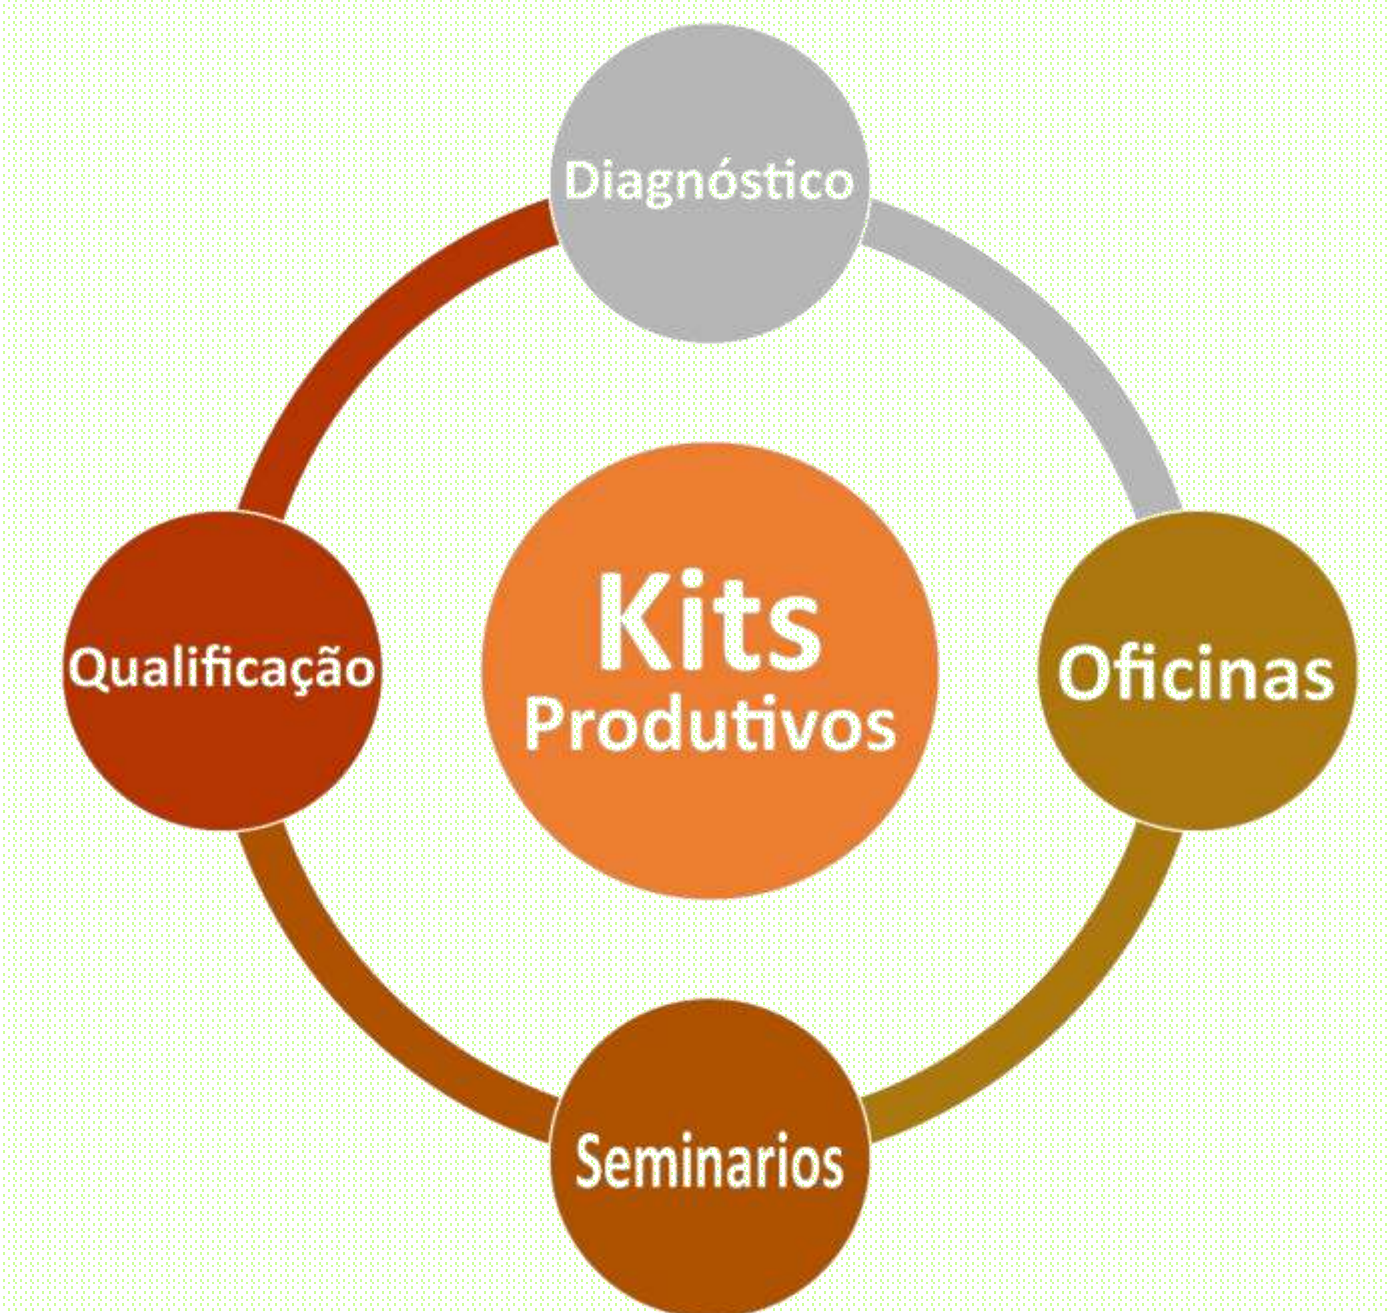 Diagnóstico
Qualificação
Kits
Produtivos
Oficinas
Seminarios